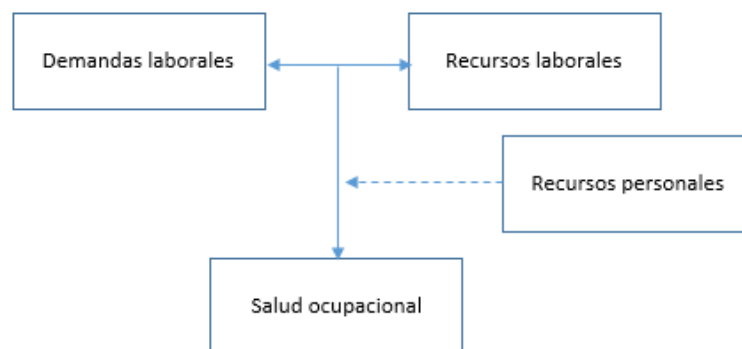 Demandas laborales
Recursos laborales
Recursos personales
Salud ocupacional